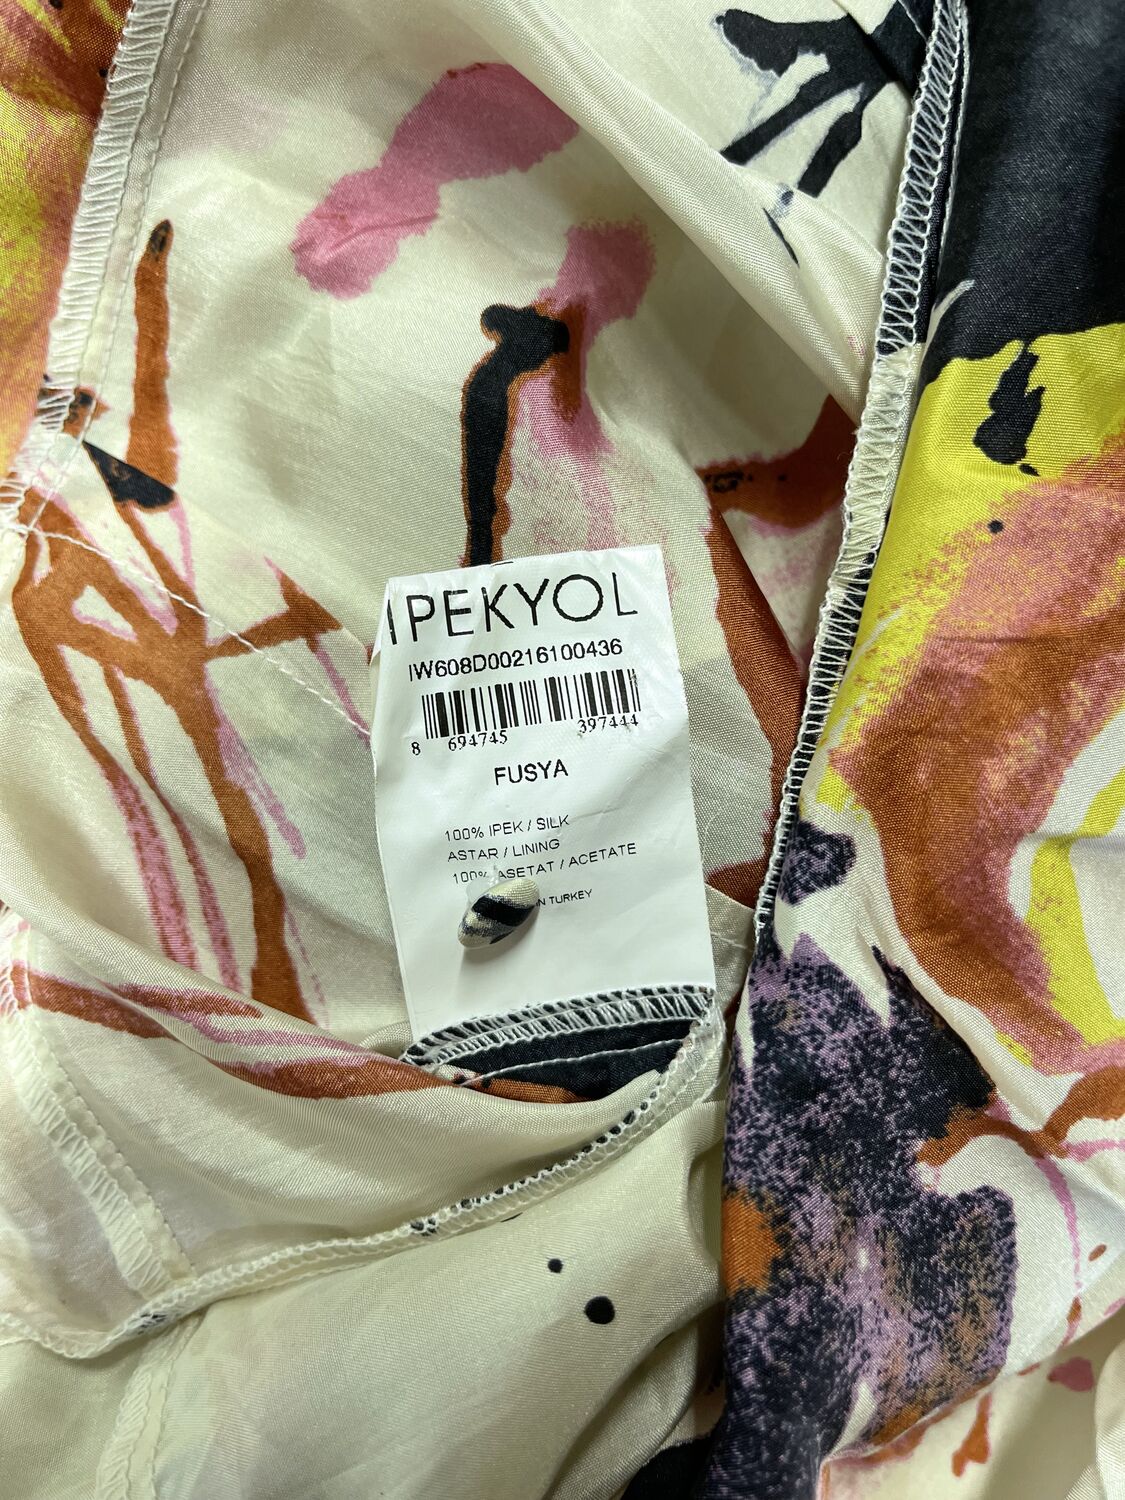 IPEKYOL
IW608D00216100436
8 694745 397444
FUSYA
100% IPEK / SILK
ASTAR / LINING
100% ASETAT / ACETATE
IN TURKEY